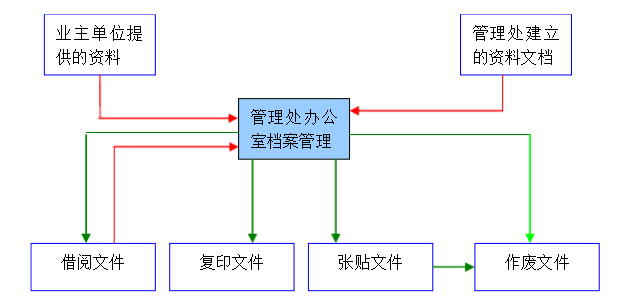 业主单位提
供的资料
管理处建立
的资料文档
管理处办公
室档案管理
借阅文件
复印文件
张贴文件
作废文件